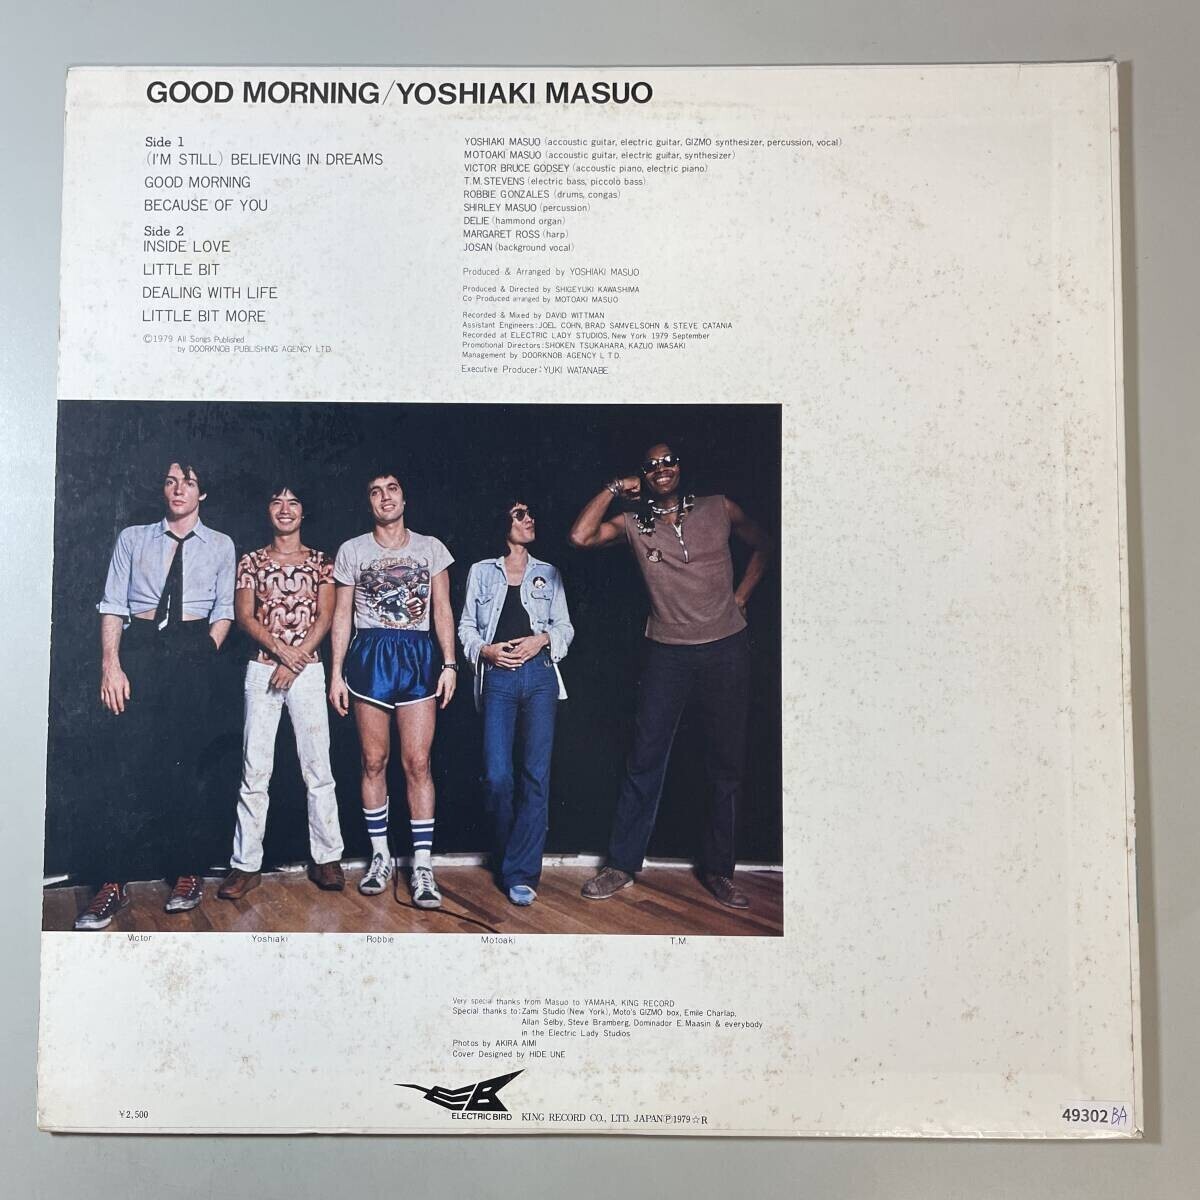 GOOD MORNING/YOSHIAKI MASUO
Side 1
(I'M STILL) BELIEVING IN DREAMS
GOOD MORNING
BECAUSE OF YOU
Side 2
INSIDE LOVE
LITTLE BIT
DEALING WITH LIFE
LITTLE BIT MORE
©1979 All Songs Published
by DOORKNOB PUBLISHING AGENCY LTD.
YOSHIAKI MASUO (accoustic guitar, electric guitar, GIZMO synthesizer, percussion, vocal)
MOTOAKI MASUO (accoustic guitar, electric guitar, synthesizer)
VICTOR BRUCE GODSEY (accoustic piano, electric piano)
T.M. STEVENS (electric bass, piccolo bass)
ROBBIE GONZALES (drums, congas)
SHIRLEY MASUO (percussion)
DELIE (hammond organ)
MARGARET ROSS (harp)
JOSAN (background vocal)
Produced & Arranged by YOSHIAKI MASUO
Produced & Directed by SHIGEYUKI KAWASHIMA
Co Produced arranged by MOTOAKI MASUO
Recorded & Mixed by DAVID WITTMAN
Assistant Engineers: JOEL COHN, BRAD SAMVELSOHN & STEVE CATANIA
Recorded at ELECTRIC LADY STUDIOS, New York 1979 September
Promotional Directors: SHOKEN TSUKAHARA, KAZUO IWASAKI
Management by DOORKNOB AGENCY LTD.
Executive Producer: YUKI WATANABE
Victor
Yoshiaki
Robbie
Motoaki
T.M.
Very special thanks from Masuo to YAMAHA, KING RECORD
Special thanks to: Zami Studio (New York), Moto's GIZMO box, Emile Charlap,
Allan Selby, Steve Bramberg, Dominador E. Maasin & everybody
in the Electric Lady Studios
Photos by AKIRA AIMI
Cover Designed by HIDE UNE
EB
ELECTRIC BIRD
KING RECORD CO., LTD. JAPAN Ⓟ1979☆R
¥2,500
49302 BA